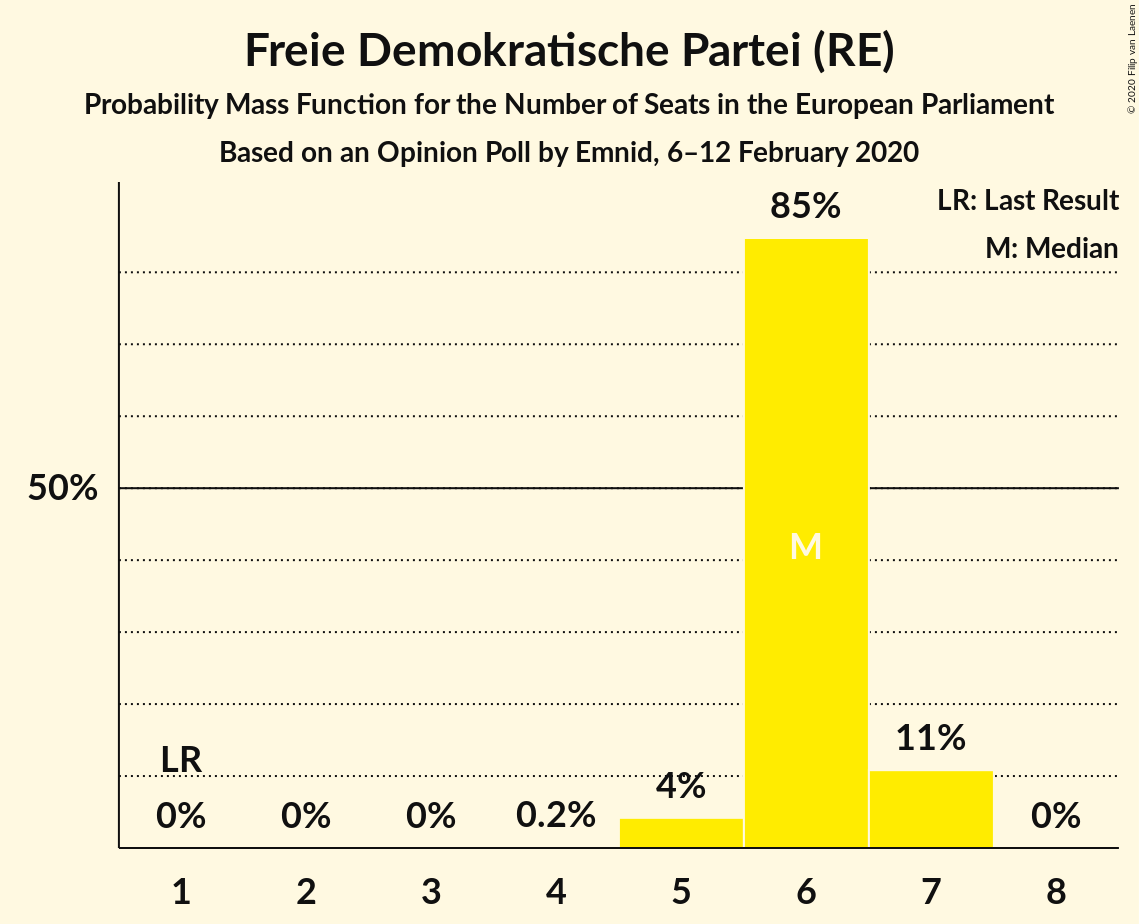 Freie Demokratische Partei (RE)
Probability Mass Function for the Number of Seats in the European Parliament
Based on an Opinion Poll by Emnid, 6–12 February 2020
© 2020 Filip van Laenen
LR: Last Result
M: Median
85%
50%
M
11%
LR
4%
0%
0%
0%
0.2%
0%
1
2
3
4
5
6
7
8